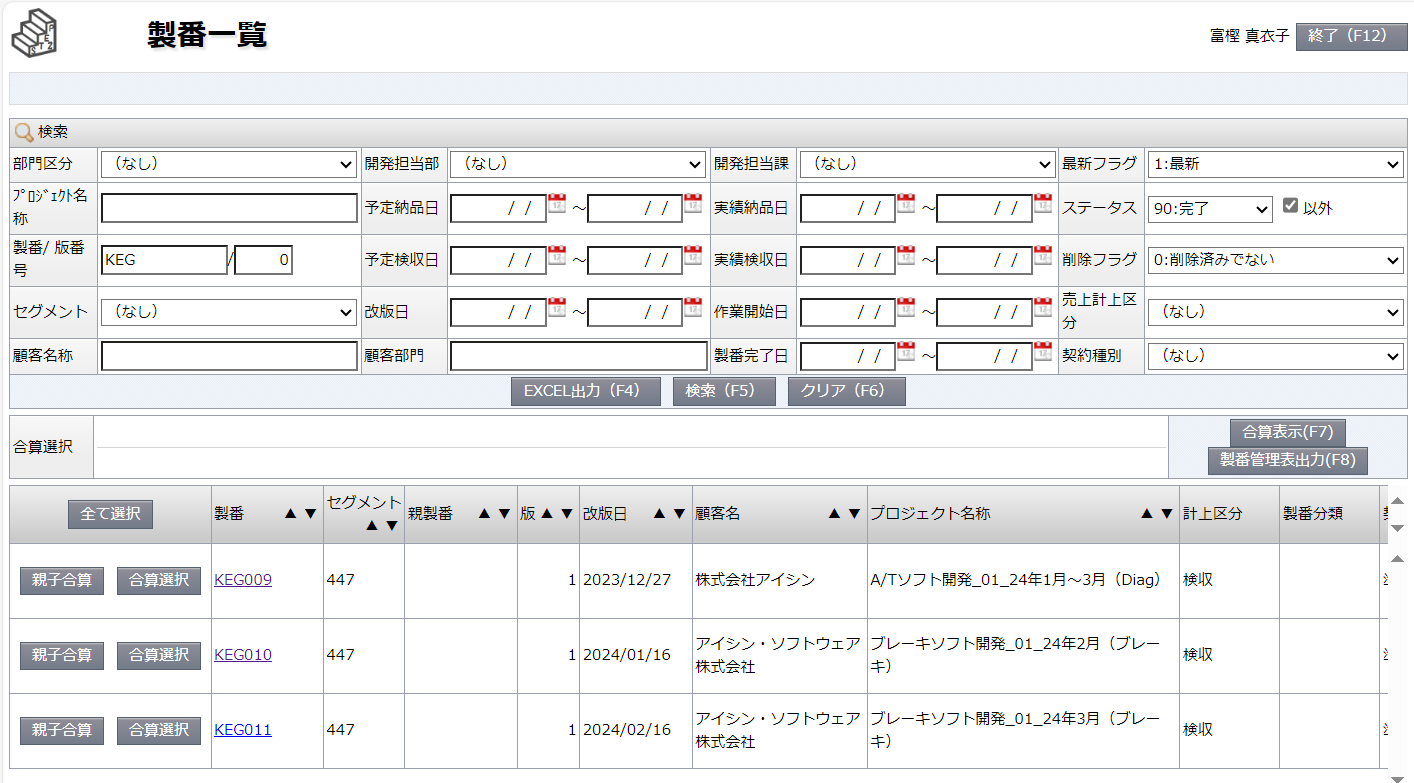 製番一覧
富樫 真衣子 終了（F12）
検索
部門区分 （なし） 開発担当部 （なし） 開発担当課 （なし） 最新フラグ 1:最新
ﾌﾟﾛｼﾞｪｸﾄ名称 予定納品日 / / ～ / / 実績納品日 / / ～ / / ステータス 90:完了 以外
製番/ 版番号 KEG / 0 予定検収日 / / ～ / / 実績検収日 / / ～ / / 削除フラグ 0:削除済みでない
セグメント （なし） 改版日 / / ～ / / 作業開始日 / / ～ / / 売上計上区分 （なし）
顧客名称 顧客部門 製番完了日 / / ～ / / 契約種別 （なし）
EXCEL出力（F4） 検索（F5） クリア（F6）
合算選択 合算表示(F7)
製番管理表出力(F8)
全て選択 製番 ▲ ▼ セグメント ▲ ▼ 親製番 ▲ ▼ 版 ▲ ▼ 改版日 ▲ ▼ 顧客名 ▲ ▼ プロジェクト名称 ▲ ▼ 計上区分 製番分類
親子合算 合算選択 KEG009 447 1 2023/12/27 株式会社アイシン A/Tソフト開発_01_24年1月～3月（Diag） 検収
親子合算 合算選択 KEG010 447 1 2024/01/16 アイシン・ソフトウェア株式会社 ブレーキソフト開発_01_24年2月（ブレーキ） 検収
親子合算 合算選択 KEG011 447 1 2024/02/16 アイシン・ソフトウェア株式会社 ブレーキソフト開発_01_24年3月（ブレーキ） 検収